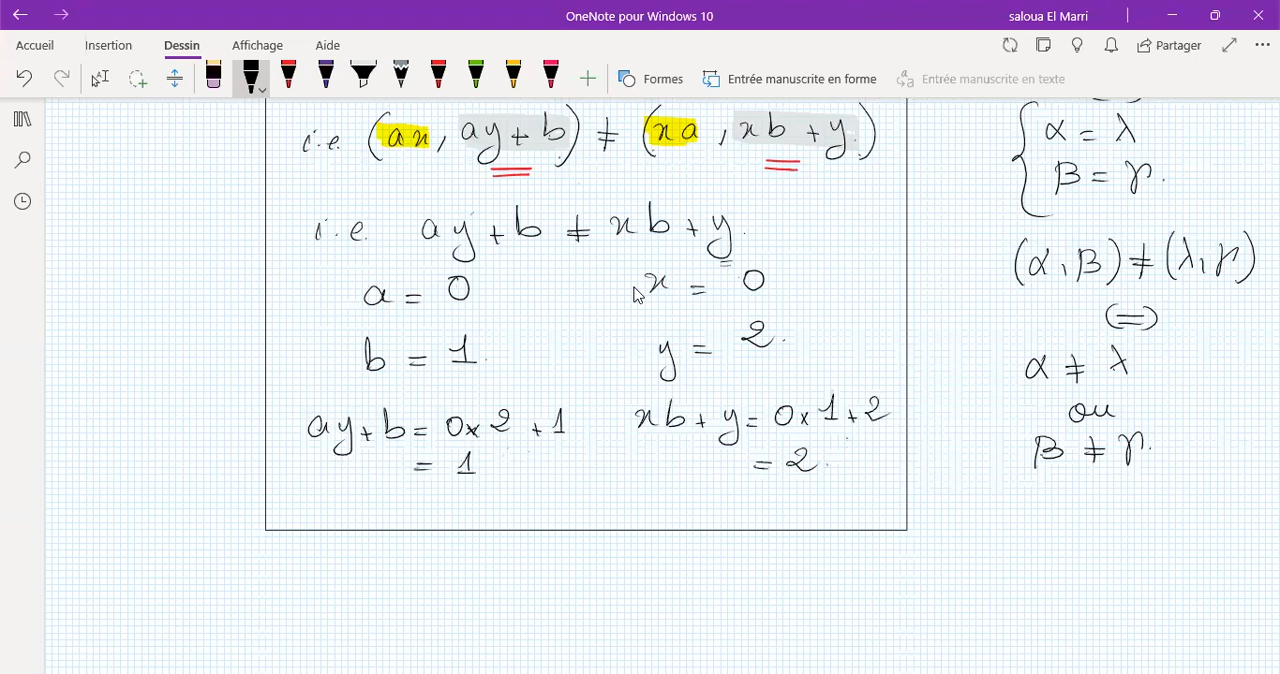 OneNote pour Windows 10
saloua El Marri
Accueil Insertion Dessin Affichage Aide
Partager
Formes Entrée manuscrite en forme Entrée manuscrite en texte
i.e (ax, ay + b) ≠ (xa, xb + y)
i.e. ay + b ≠ xb + y
a = 0 x = 0
b = 1. y = 2.
ay + b = 0 x 2 + 1 xb + y = 0 x 1 + 2
= 1 = 2.
α = λ
β = γ.
(α, β) ≠ (λ, γ)
(=)
α ≠ λ
ou
β ≠ γ.